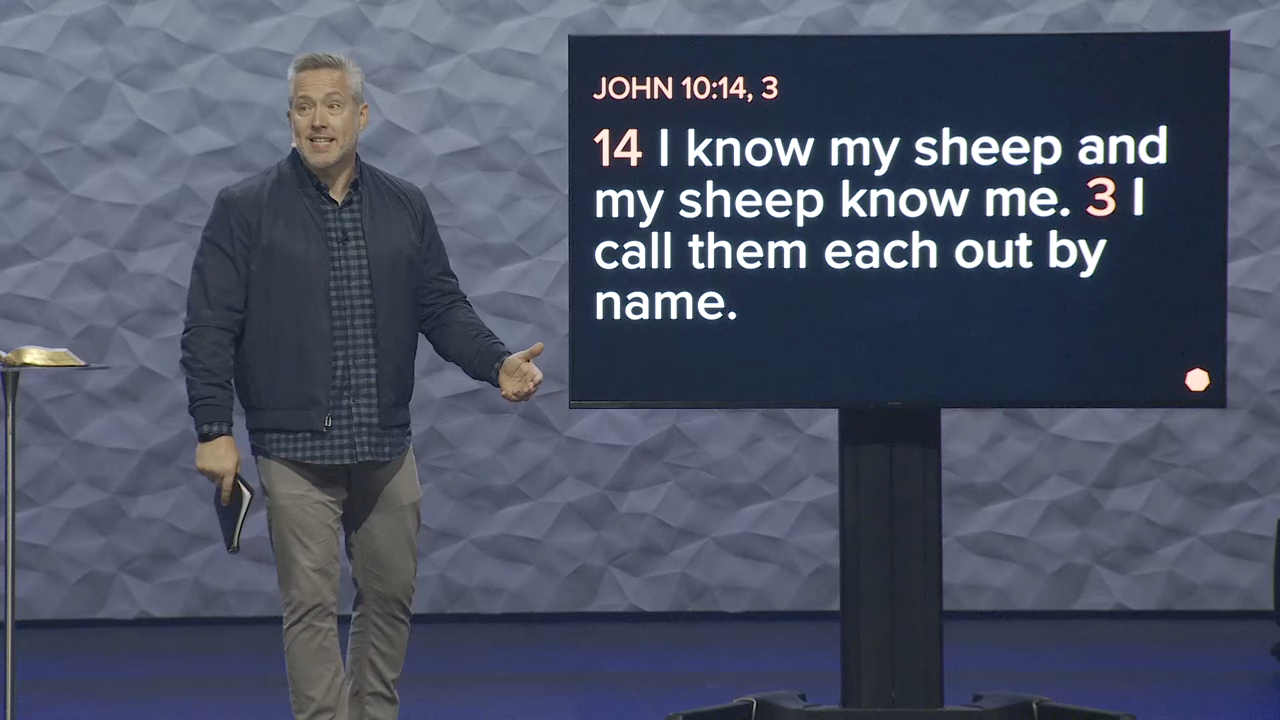 JOHN 10:14, 3
14 I know my sheep and
my sheep know me. 3 I
call them each out by
name.